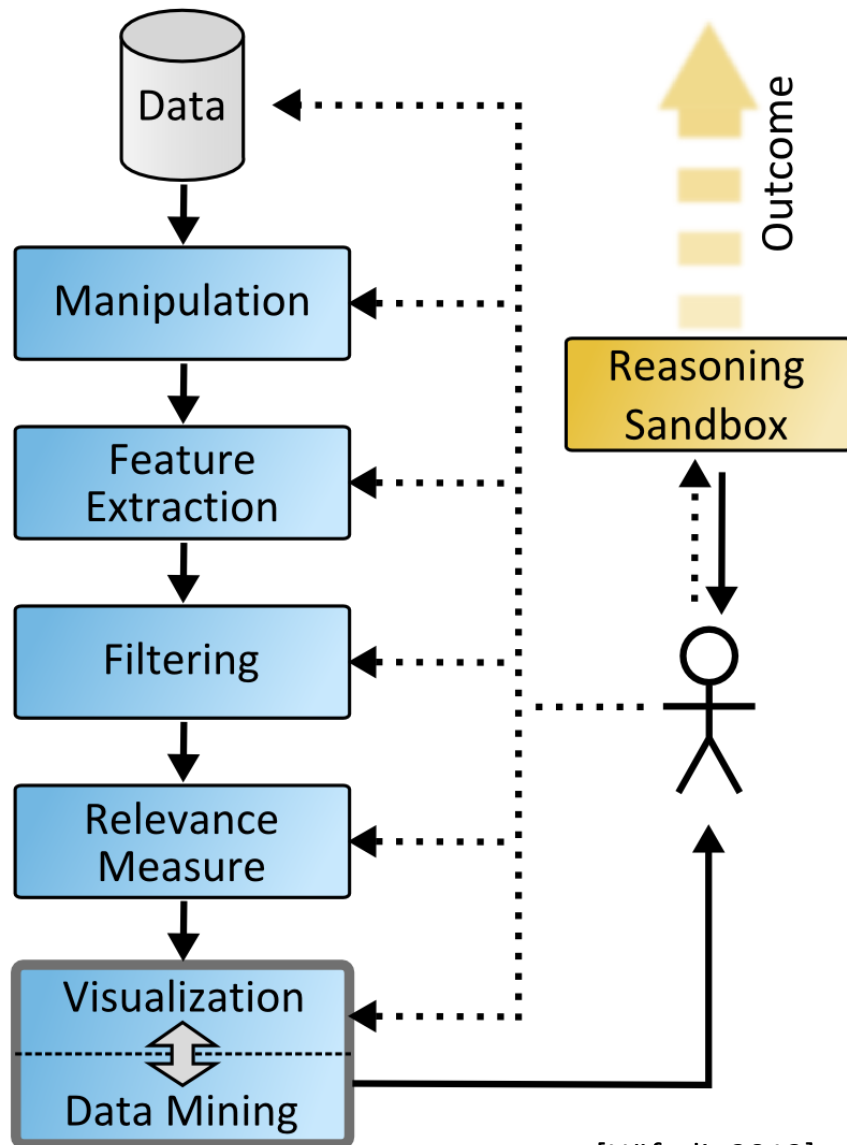 Data
Manipulation
Feature
Extraction
Filtering
Relevance
Measure
Visualization
Data Mining
Outcome
Reasoning
Sandbox